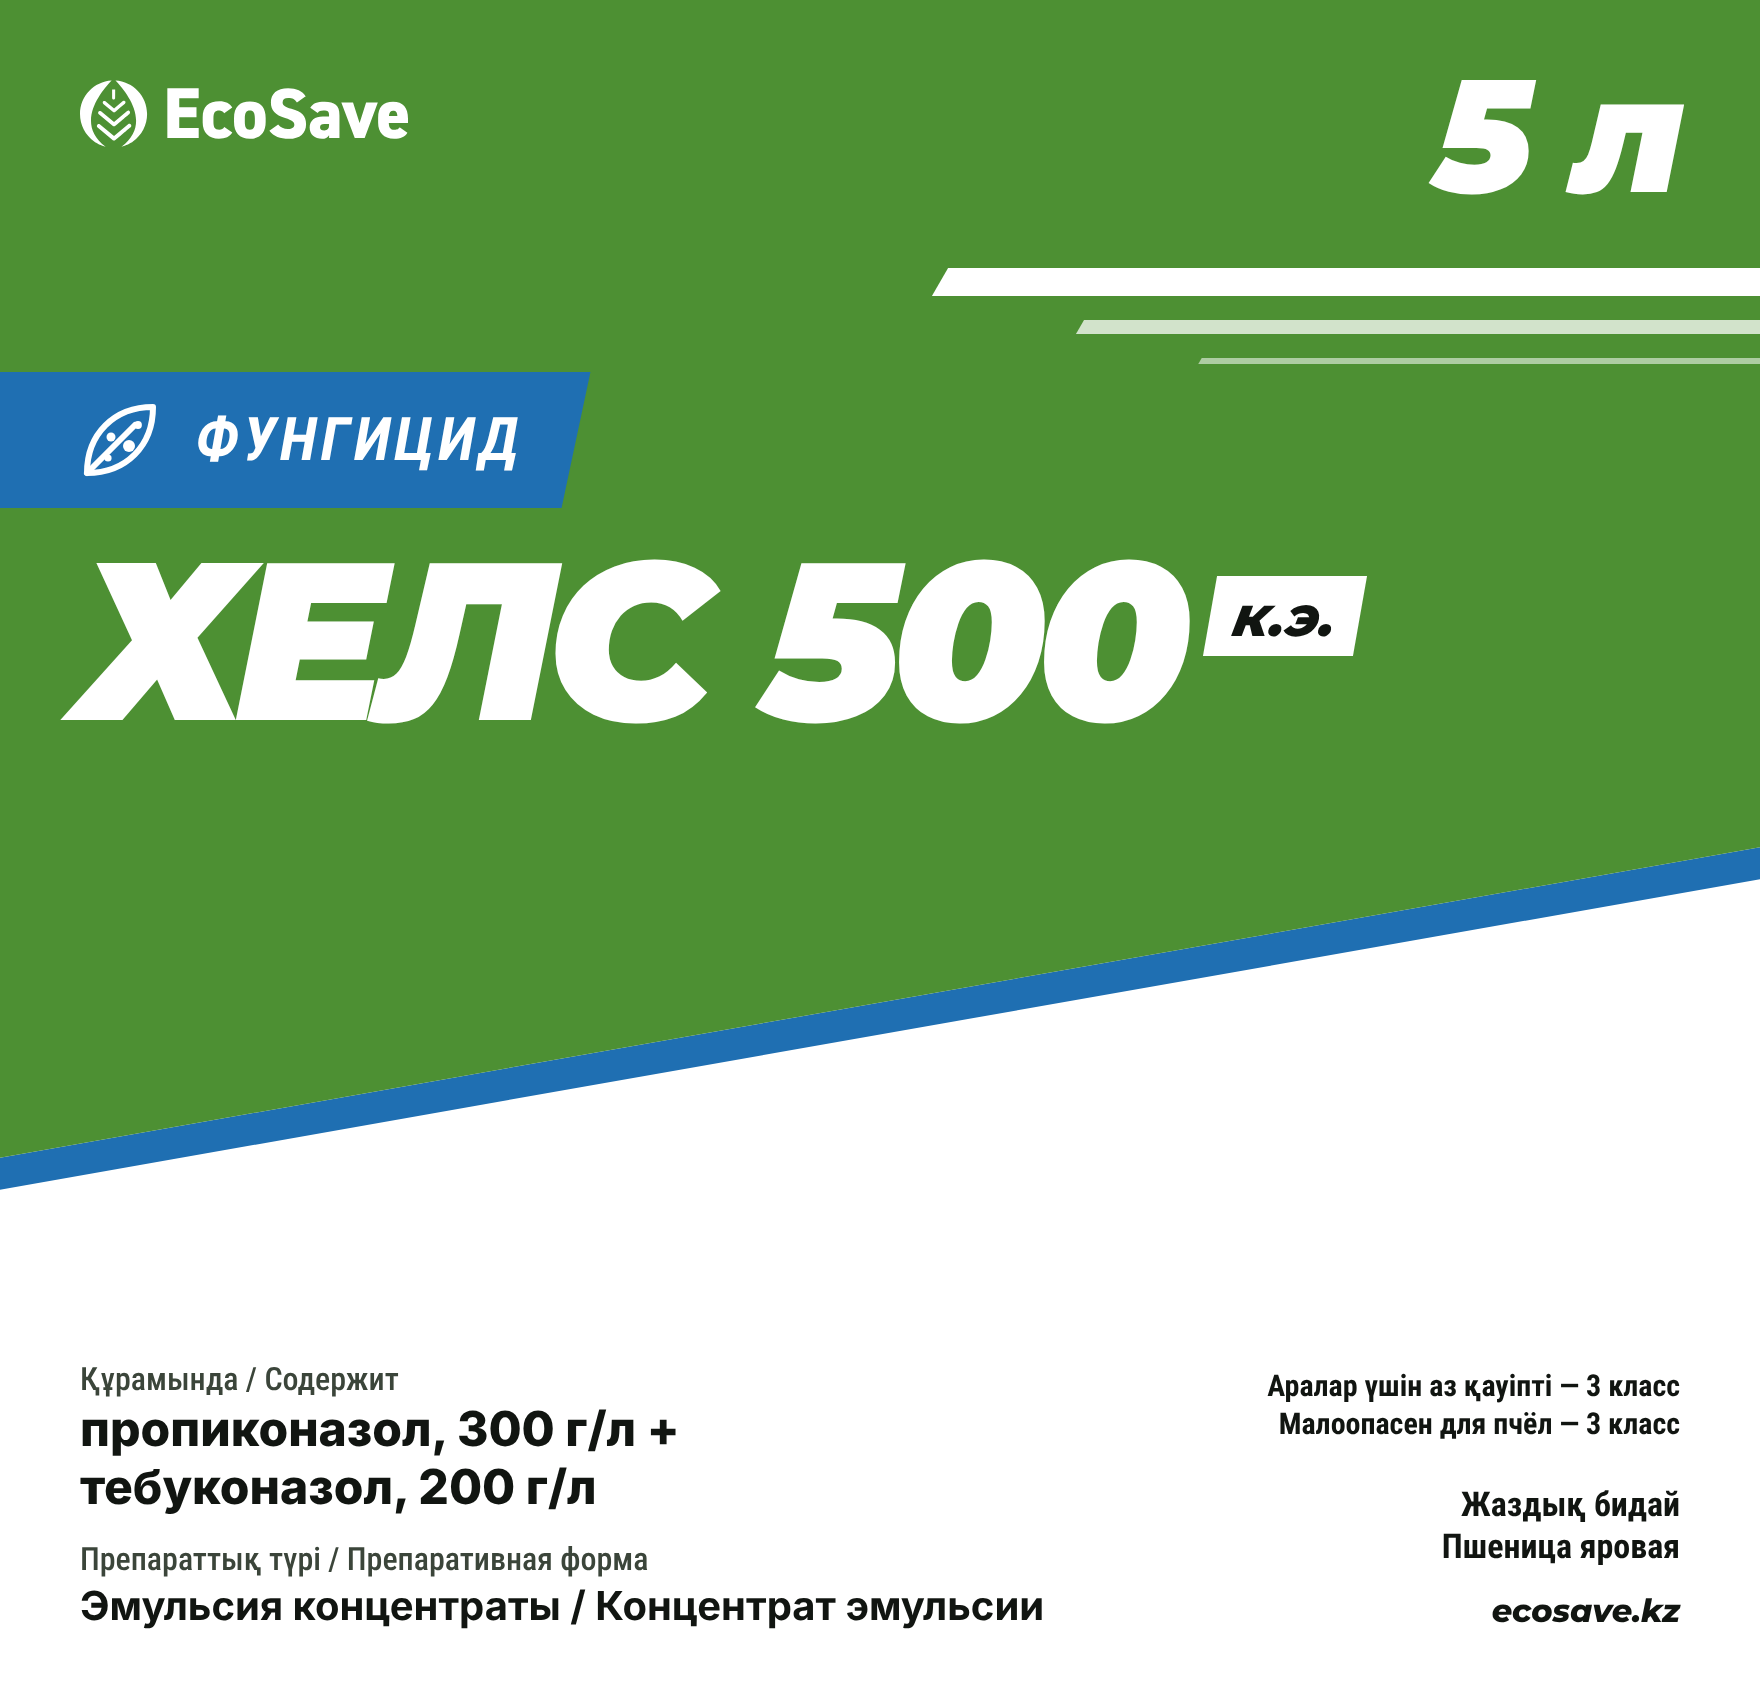 EcoSave
5 л
ФУНГИЦИД
ХЕЛС 500 к.э.
Құрамында / Содержит
пропиконазол, 300 г/л +
тебуконазол, 200 г/л
Препараттық түрі / Препаративная форма
Эмульсия концентраты / Концентрат эмульсии
Аралар үшін аз қауіпті — 3 класс
Малоопасен для пчёл — 3 класс
Жаздық бидай
Пшеница яровая
ecosave.kz